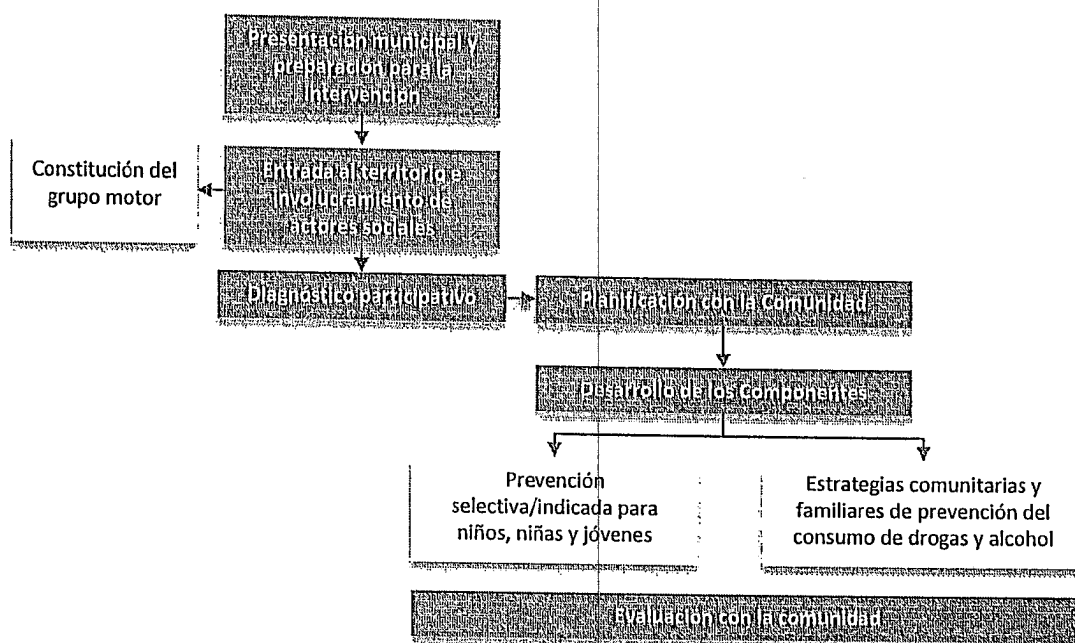 Presentación municipal y
preparación para la
intervención
Constitución del
grupo motor
Entrada al territorio e
involucramiento de
actores sociales
Diagnóstico participativo
Planificación con la Comunidad
Desarrollo de los Componentes
Prevención
selectiva/indicada para
niños, niñas y jóvenes
Estrategias comunitarias y
familiares de prevención del
consumo de drogas y alcohol
Evaluación con la comunidad